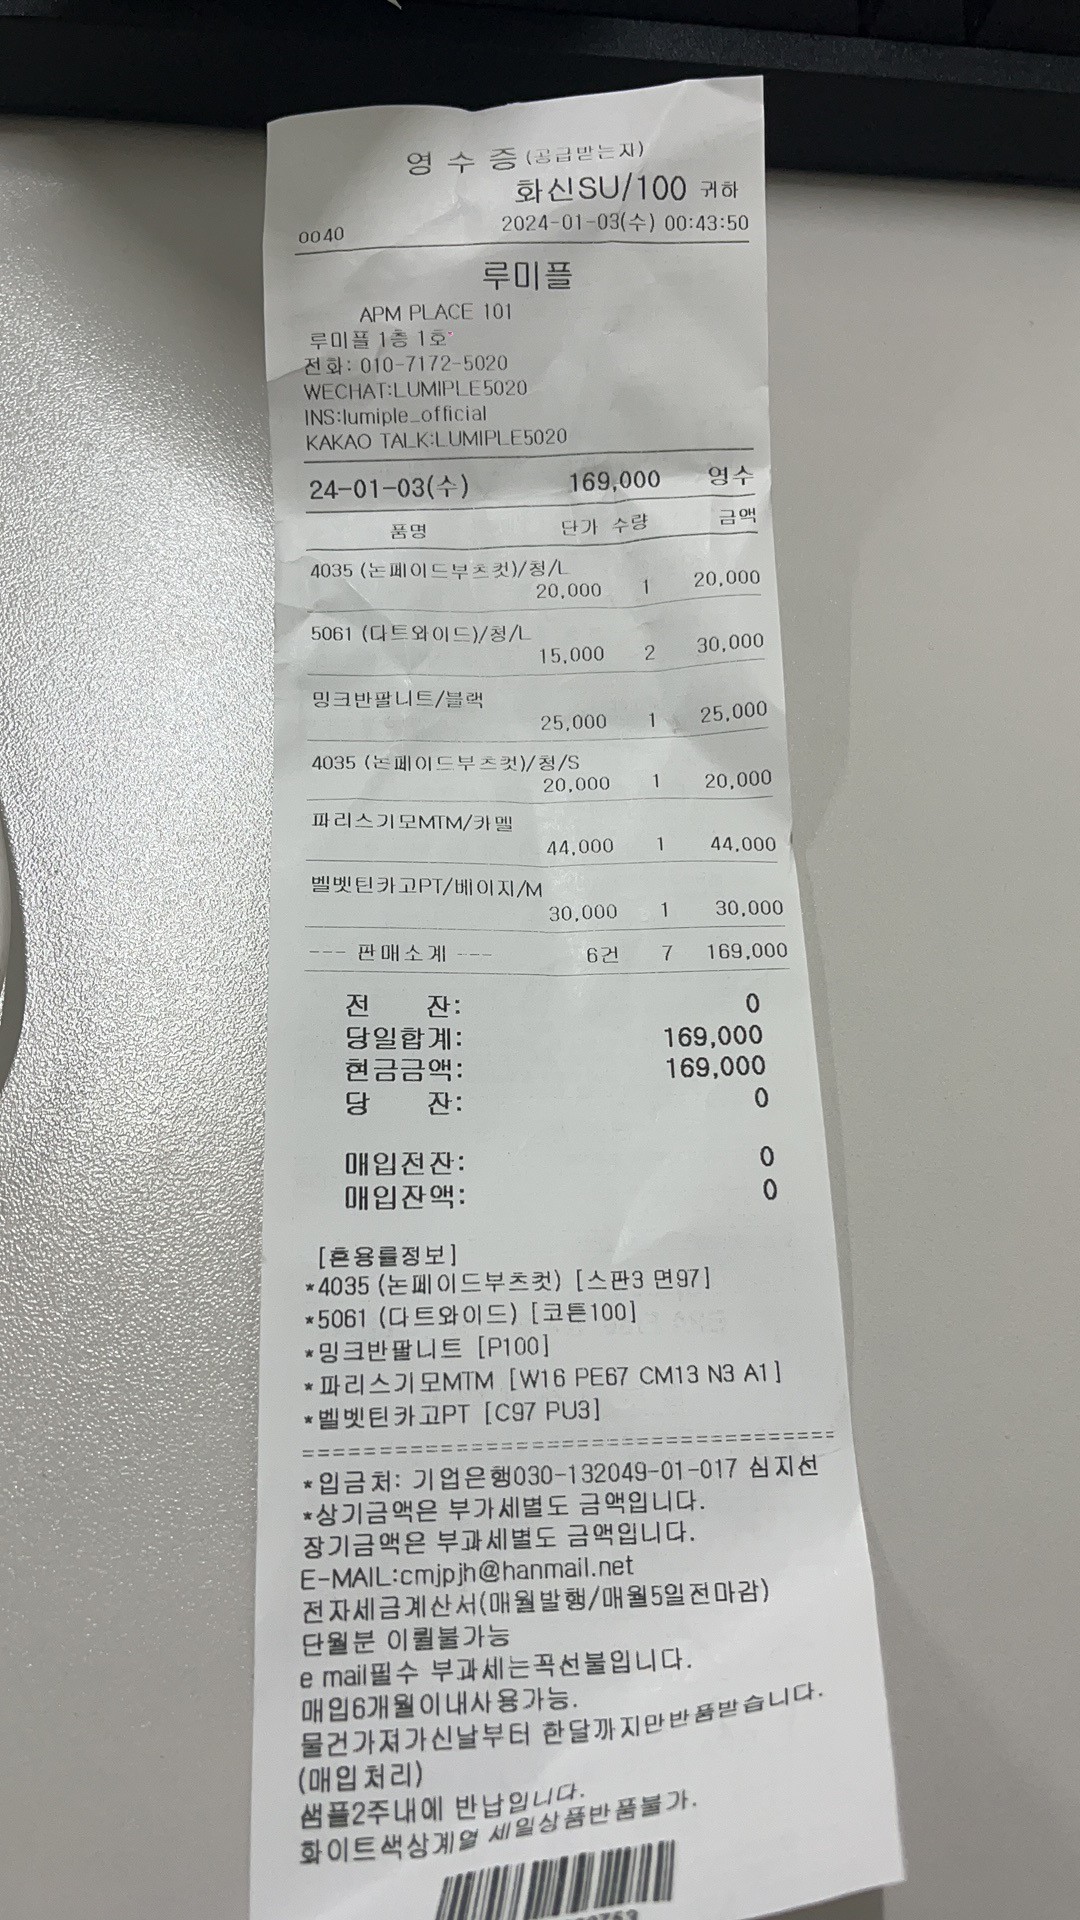 영 수 증 (공급받는자)
화신SU/100 귀하
0040 2024-01-03(수) 00:43:50
루미플
APM PLACE 101
루미플 1층 1호
전화: 010-7172-5020
WECHAT:LUMIPLE5020
INS:lumiple_official
KAKAO TALK:LUMIPLE5020
24-01-03(수) 169,000 영수
품명 단가 수량 금액
4035 (논페이드부츠컷)/청/L
20,000 1 20,000
5061 (다트와이드)/청/L
15,000 2 30,000
밍크반팔니트/블랙
25,000 1 25,000
4035 (논페이드부츠컷)/청/S
20,000 1 20,000
파리스기모MTM/카멜
44,000 1 44,000
벨벳틴카고PT/베이지/M
30,000 1 30,000
--- 판매소계 --- 6건 7 169,000
전 잔: 0
당일합계: 169,000
현금금액: 169,000
당 잔: 0
매입전잔: 0
매입잔액: 0
[혼용률정보]
*4035 (논페이드부츠컷) [스판3 면97]
*5061 (다트와이드) [코튼100]
*밍크반팔니트 [P100]
*파리스기모MTM [W16 PE67 CM13 N3 A1]
*벨벳틴카고PT [C97 PU3]
====================================
*입금처: 기업은행030-132049-01-017 심지선
*상기금액은 부가세별도 금액입니다.
장기금액은 부과세별도 금액입니다.
E-MAIL:cmjpjh@hanmail.net
전자세금계산서(매월발행/매월5일전마감)
단월분 이월불가능
e mail필수 부과세는꼭선불입니다.
매입6개월이내사용가능.
물건가져가신날부터 한달까지만반품받습니다.
(매입처리)
샘플2주내에 반납입니다.
화이트색상계열 세일상품반품불가.